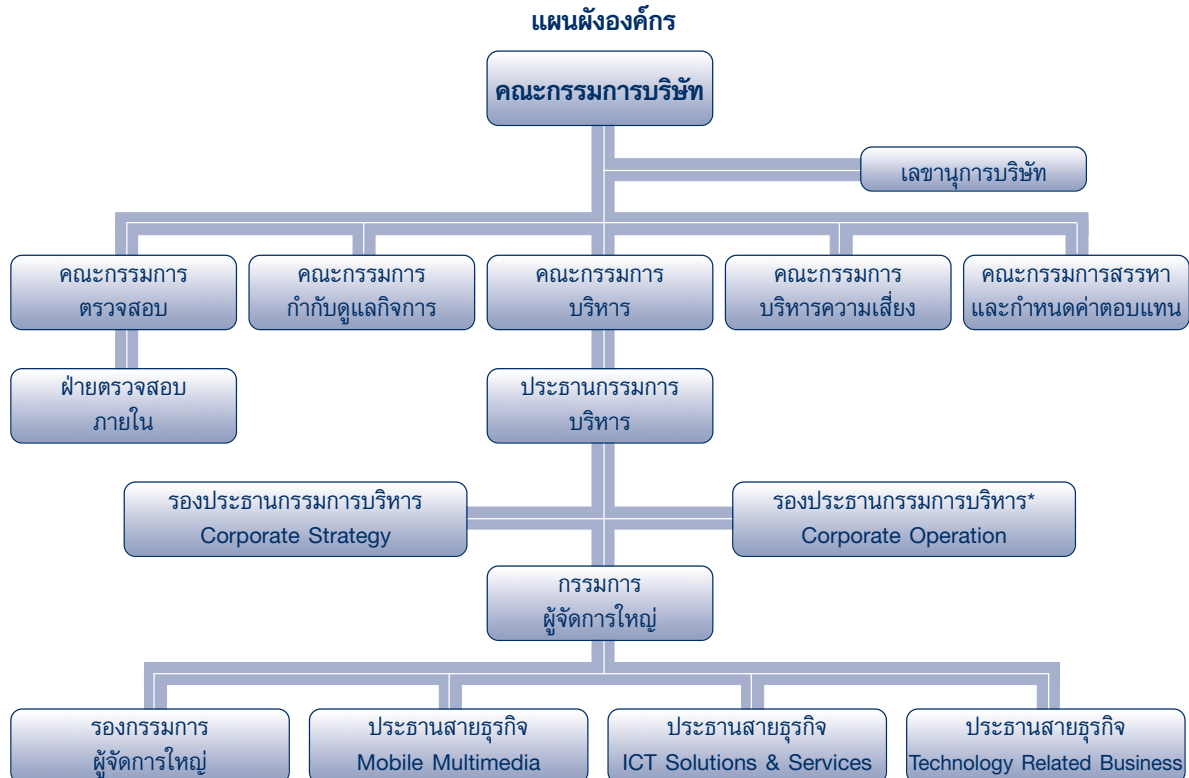 แผนผังองค์กร
คณะกรรมการบริษัท
เลขานุการบริษัท
คณะกรรมการ
ตรวจสอบ
คณะกรรมการ
กำกับดูแลกิจการ
คณะกรรมการ
บริหาร
คณะกรรมการ
บริหารความเสี่ยง
คณะกรรมการสรรหา
และกำหนดค่าตอบแทน
ฝ่ายตรวจสอบ
ภายใน
ประธานกรรมการ
บริหาร
รองประธานกรรมการบริหาร
Corporate Strategy
รองประธานกรรมการบริหาร*
Corporate Operation
กรรมการ
ผู้จัดการใหญ่
รองกรรมการ
ผู้จัดการใหญ่
ประธานสายธุรกิจ
Mobile Multimedia
ประธานสายธุรกิจ
ICT Solutions & Services
ประธานสายธุรกิจ
Technology Related Business